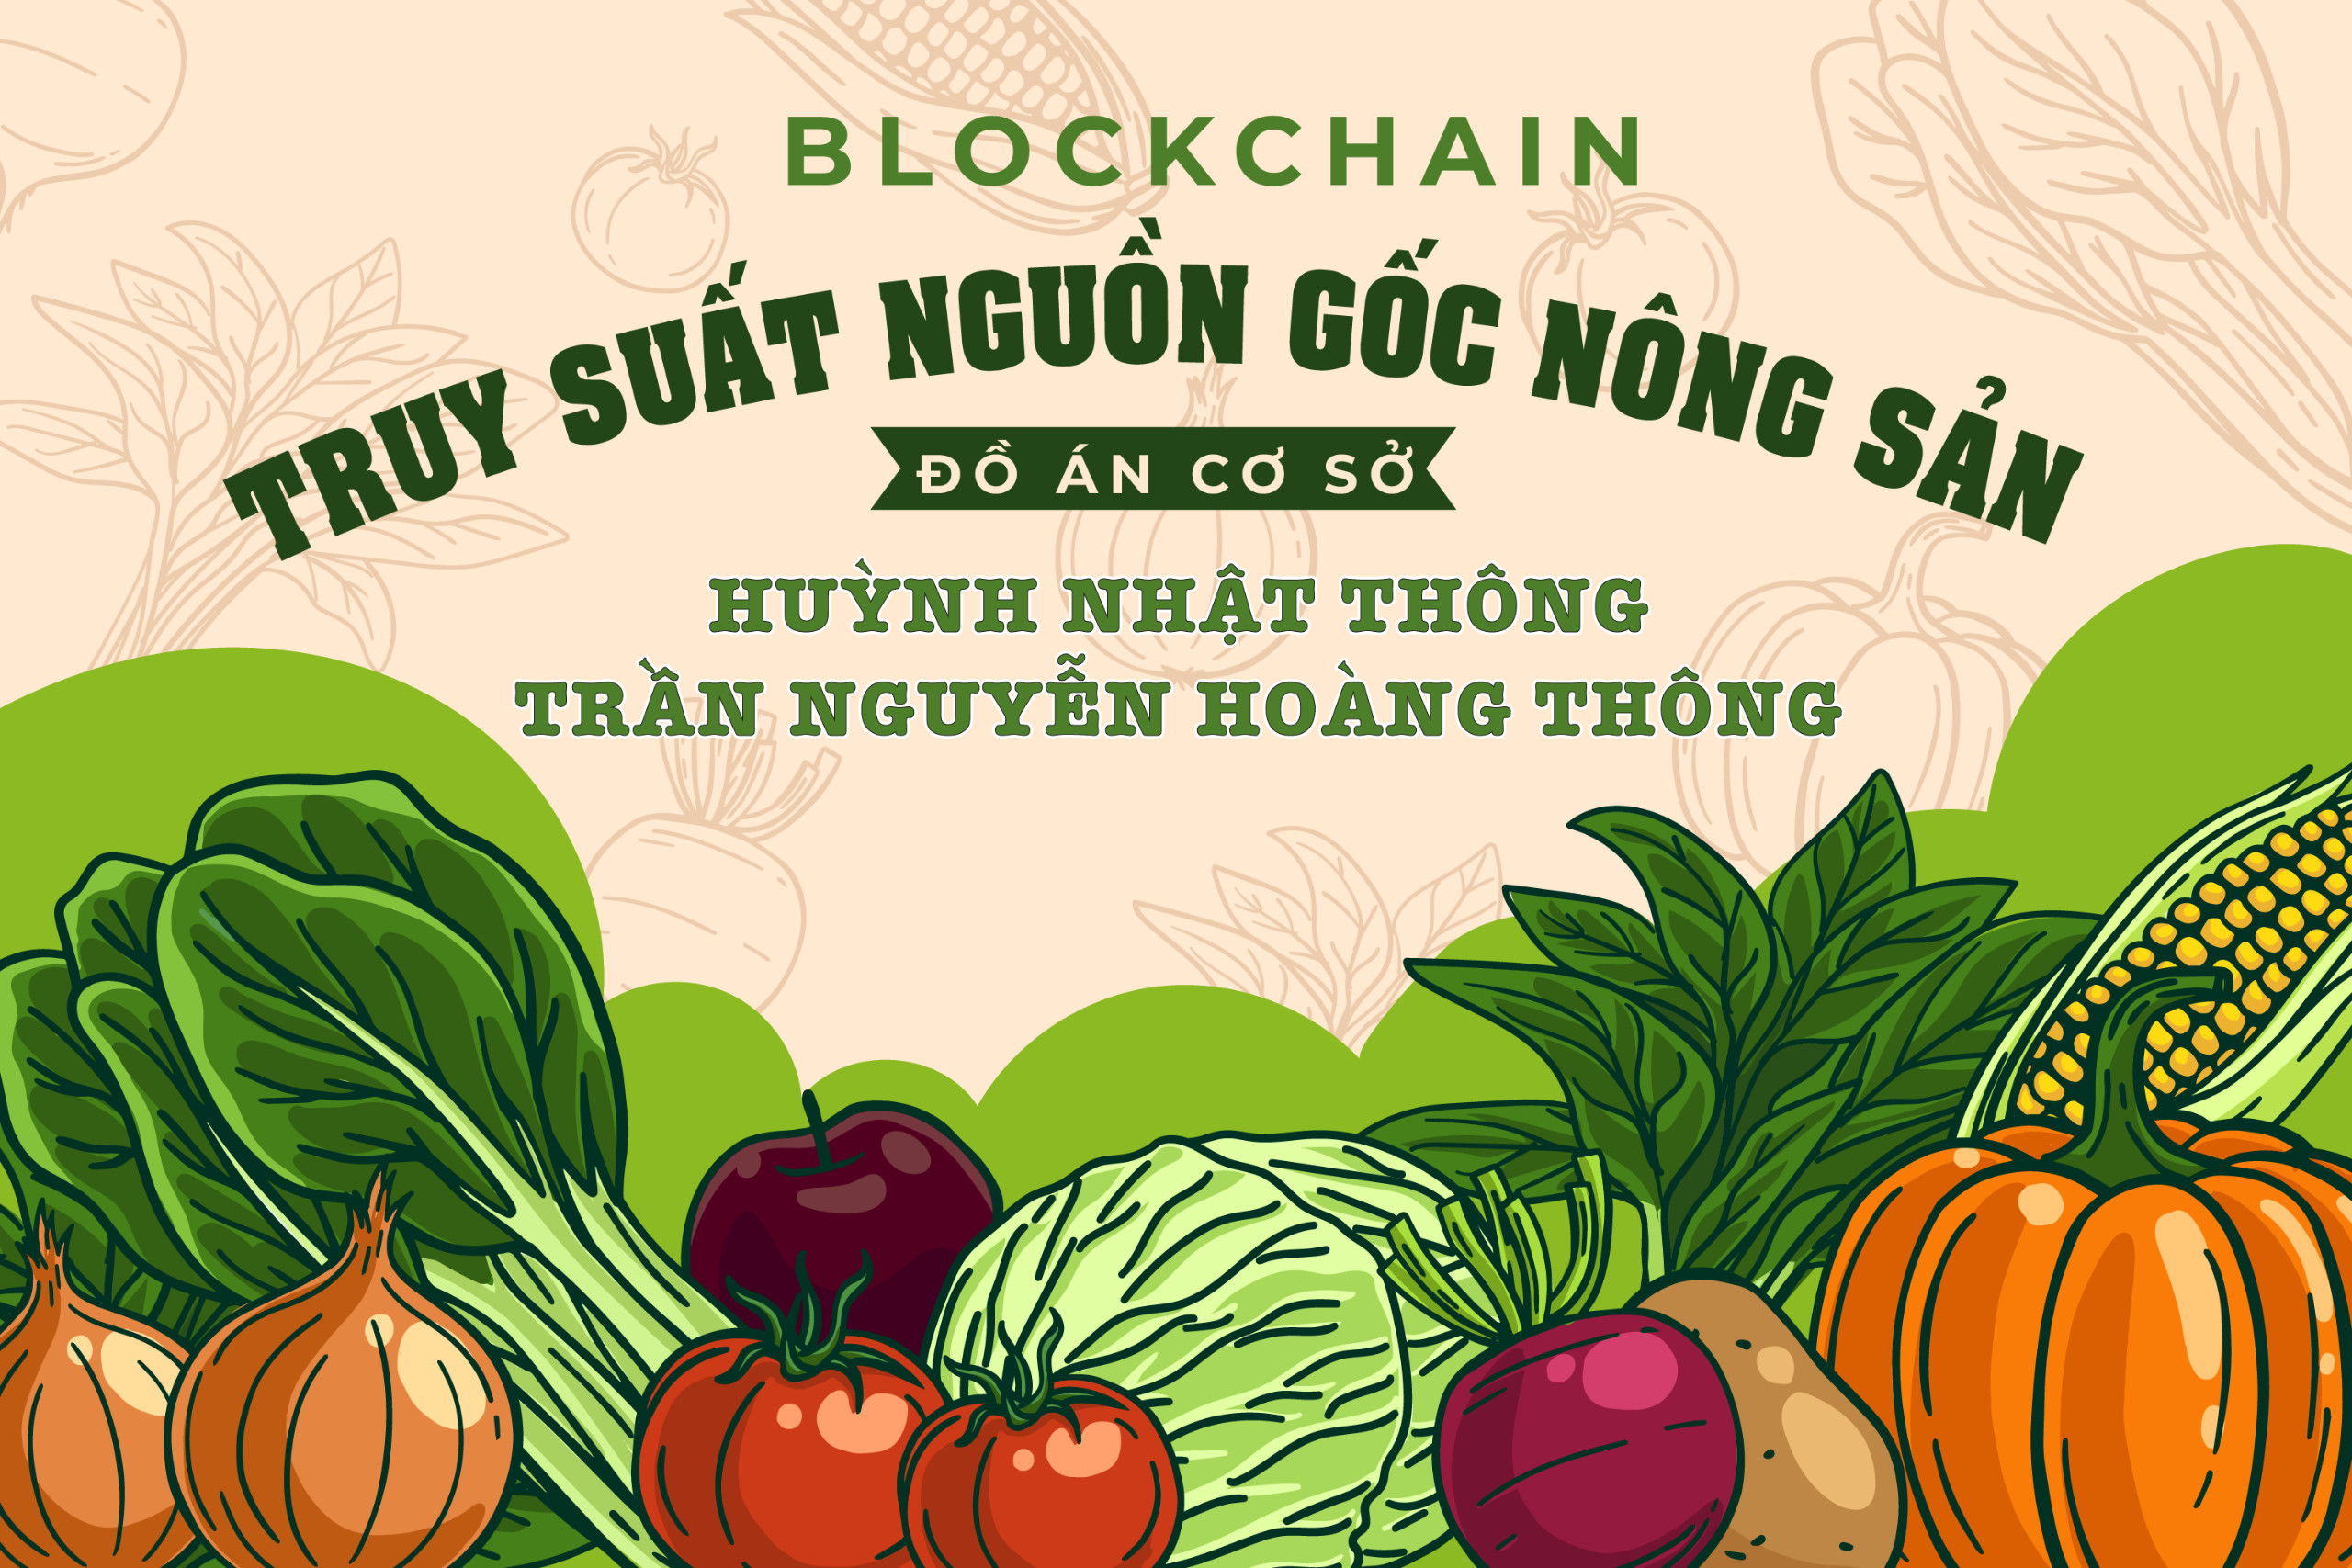 BLOCKCHAIN
TRUY SUẤT NGUỒN GỐC NÔNG SẢN
ĐỒ ÁN CƠ SỞ
HUỲNH NHẬT THÔNG
TRẦN NGUYỄN HOÀNG THÔNG